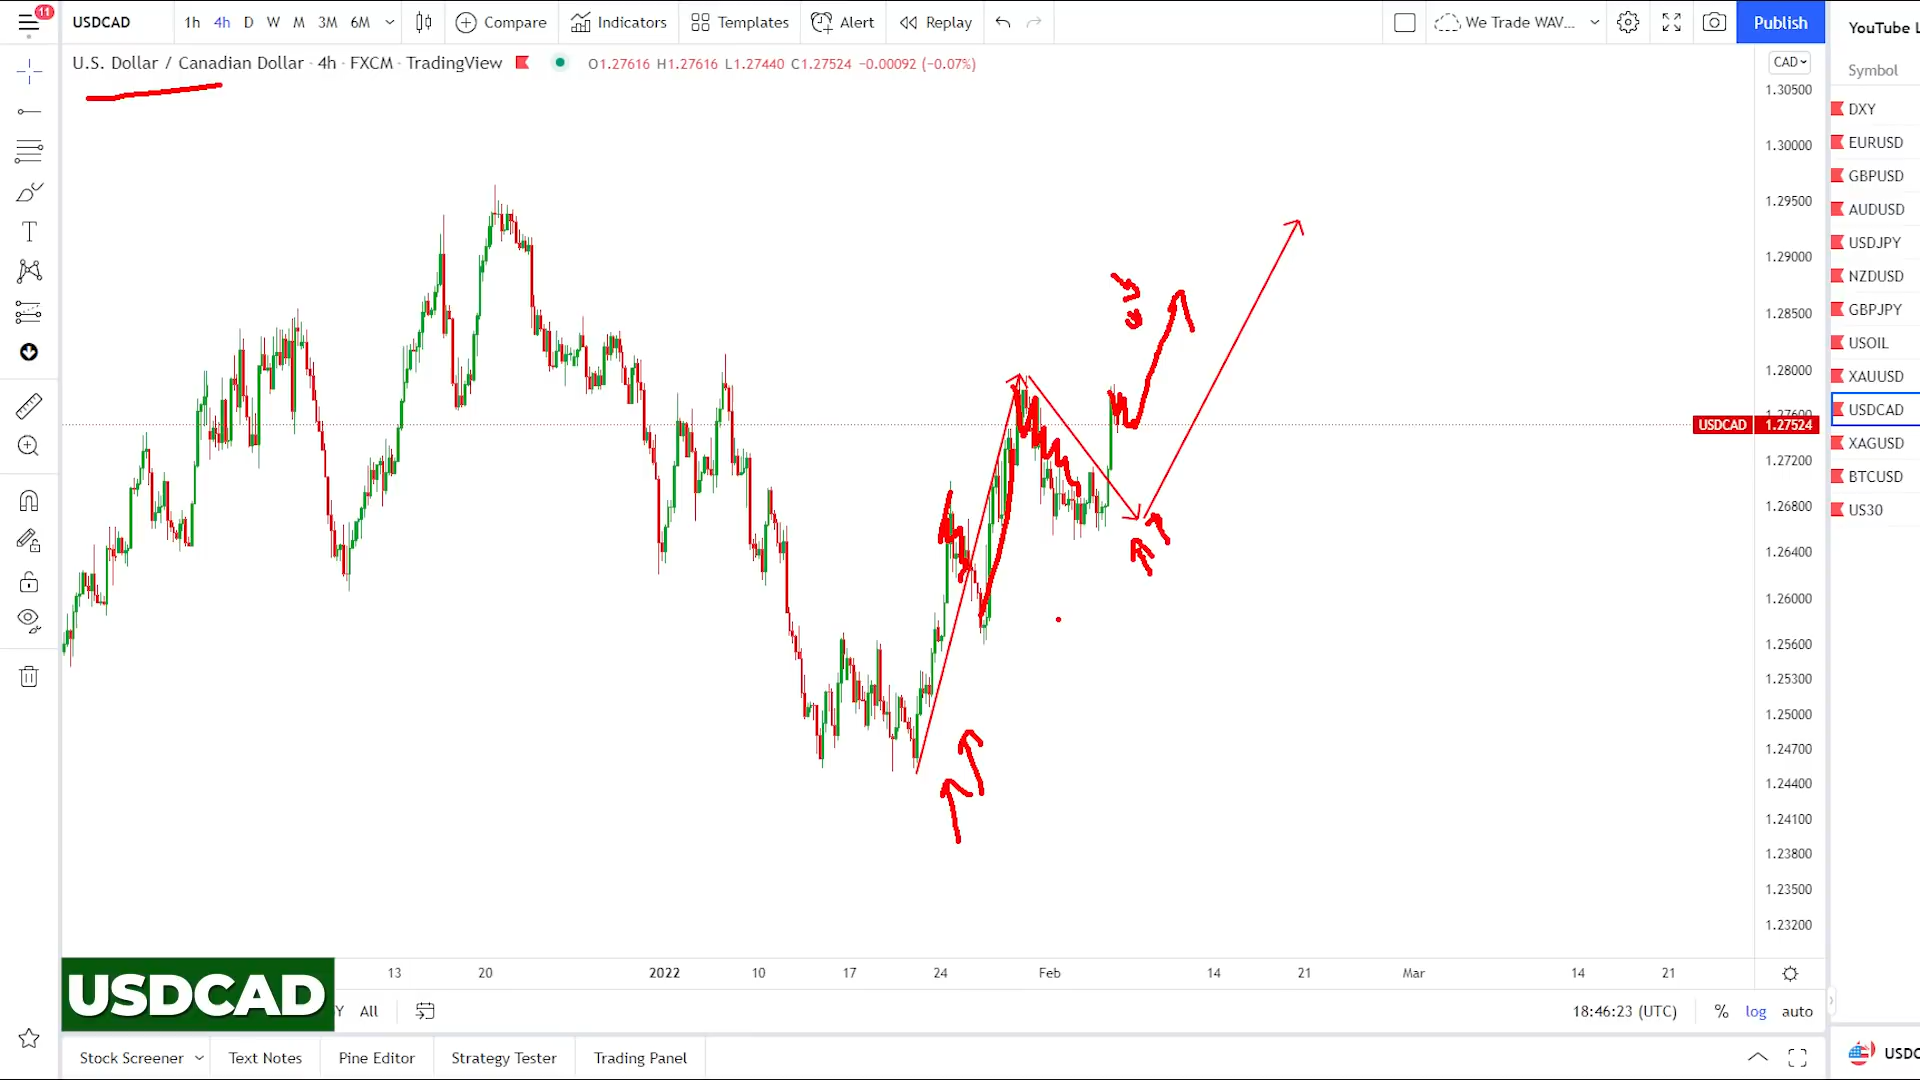 11
USDCAD 1h 4h D W M 3M 6M Compare Indicators Templates Alert Replay We Trade WAV... Publish YouTube L
U.S. Dollar / Canadian Dollar · 4h · FXCM · TradingView O1.27616 H1.27616 L1.27440 C1.27524 −0.00092 (−0.07%)
CAD
Symbol
1.30500
1.30000
1.29500
1.29000
1.28500
1.28000
1.27600
USDCAD 1.27524
1.27200
1.26800
1.26400
1.26000
1.25600
1.25300
1.25000
1.24700
1.24400
1.24100
1.23800
1.23500
1.23200
DXY
EURUSD
GBPUSD
AUDUSD
USDJPY
NZDUSD
GBPJPY
USOIL
XAUUSD
USDCAD
XAGUSD
BTCUSD
US30
13 20 2022 10 17 24 Feb 14 21 Mar 14 21
USDCAD
Y All 18:46:23 (UTC) % log auto
Stock Screener Text Notes Pine Editor Strategy Tester Trading Panel
USDC